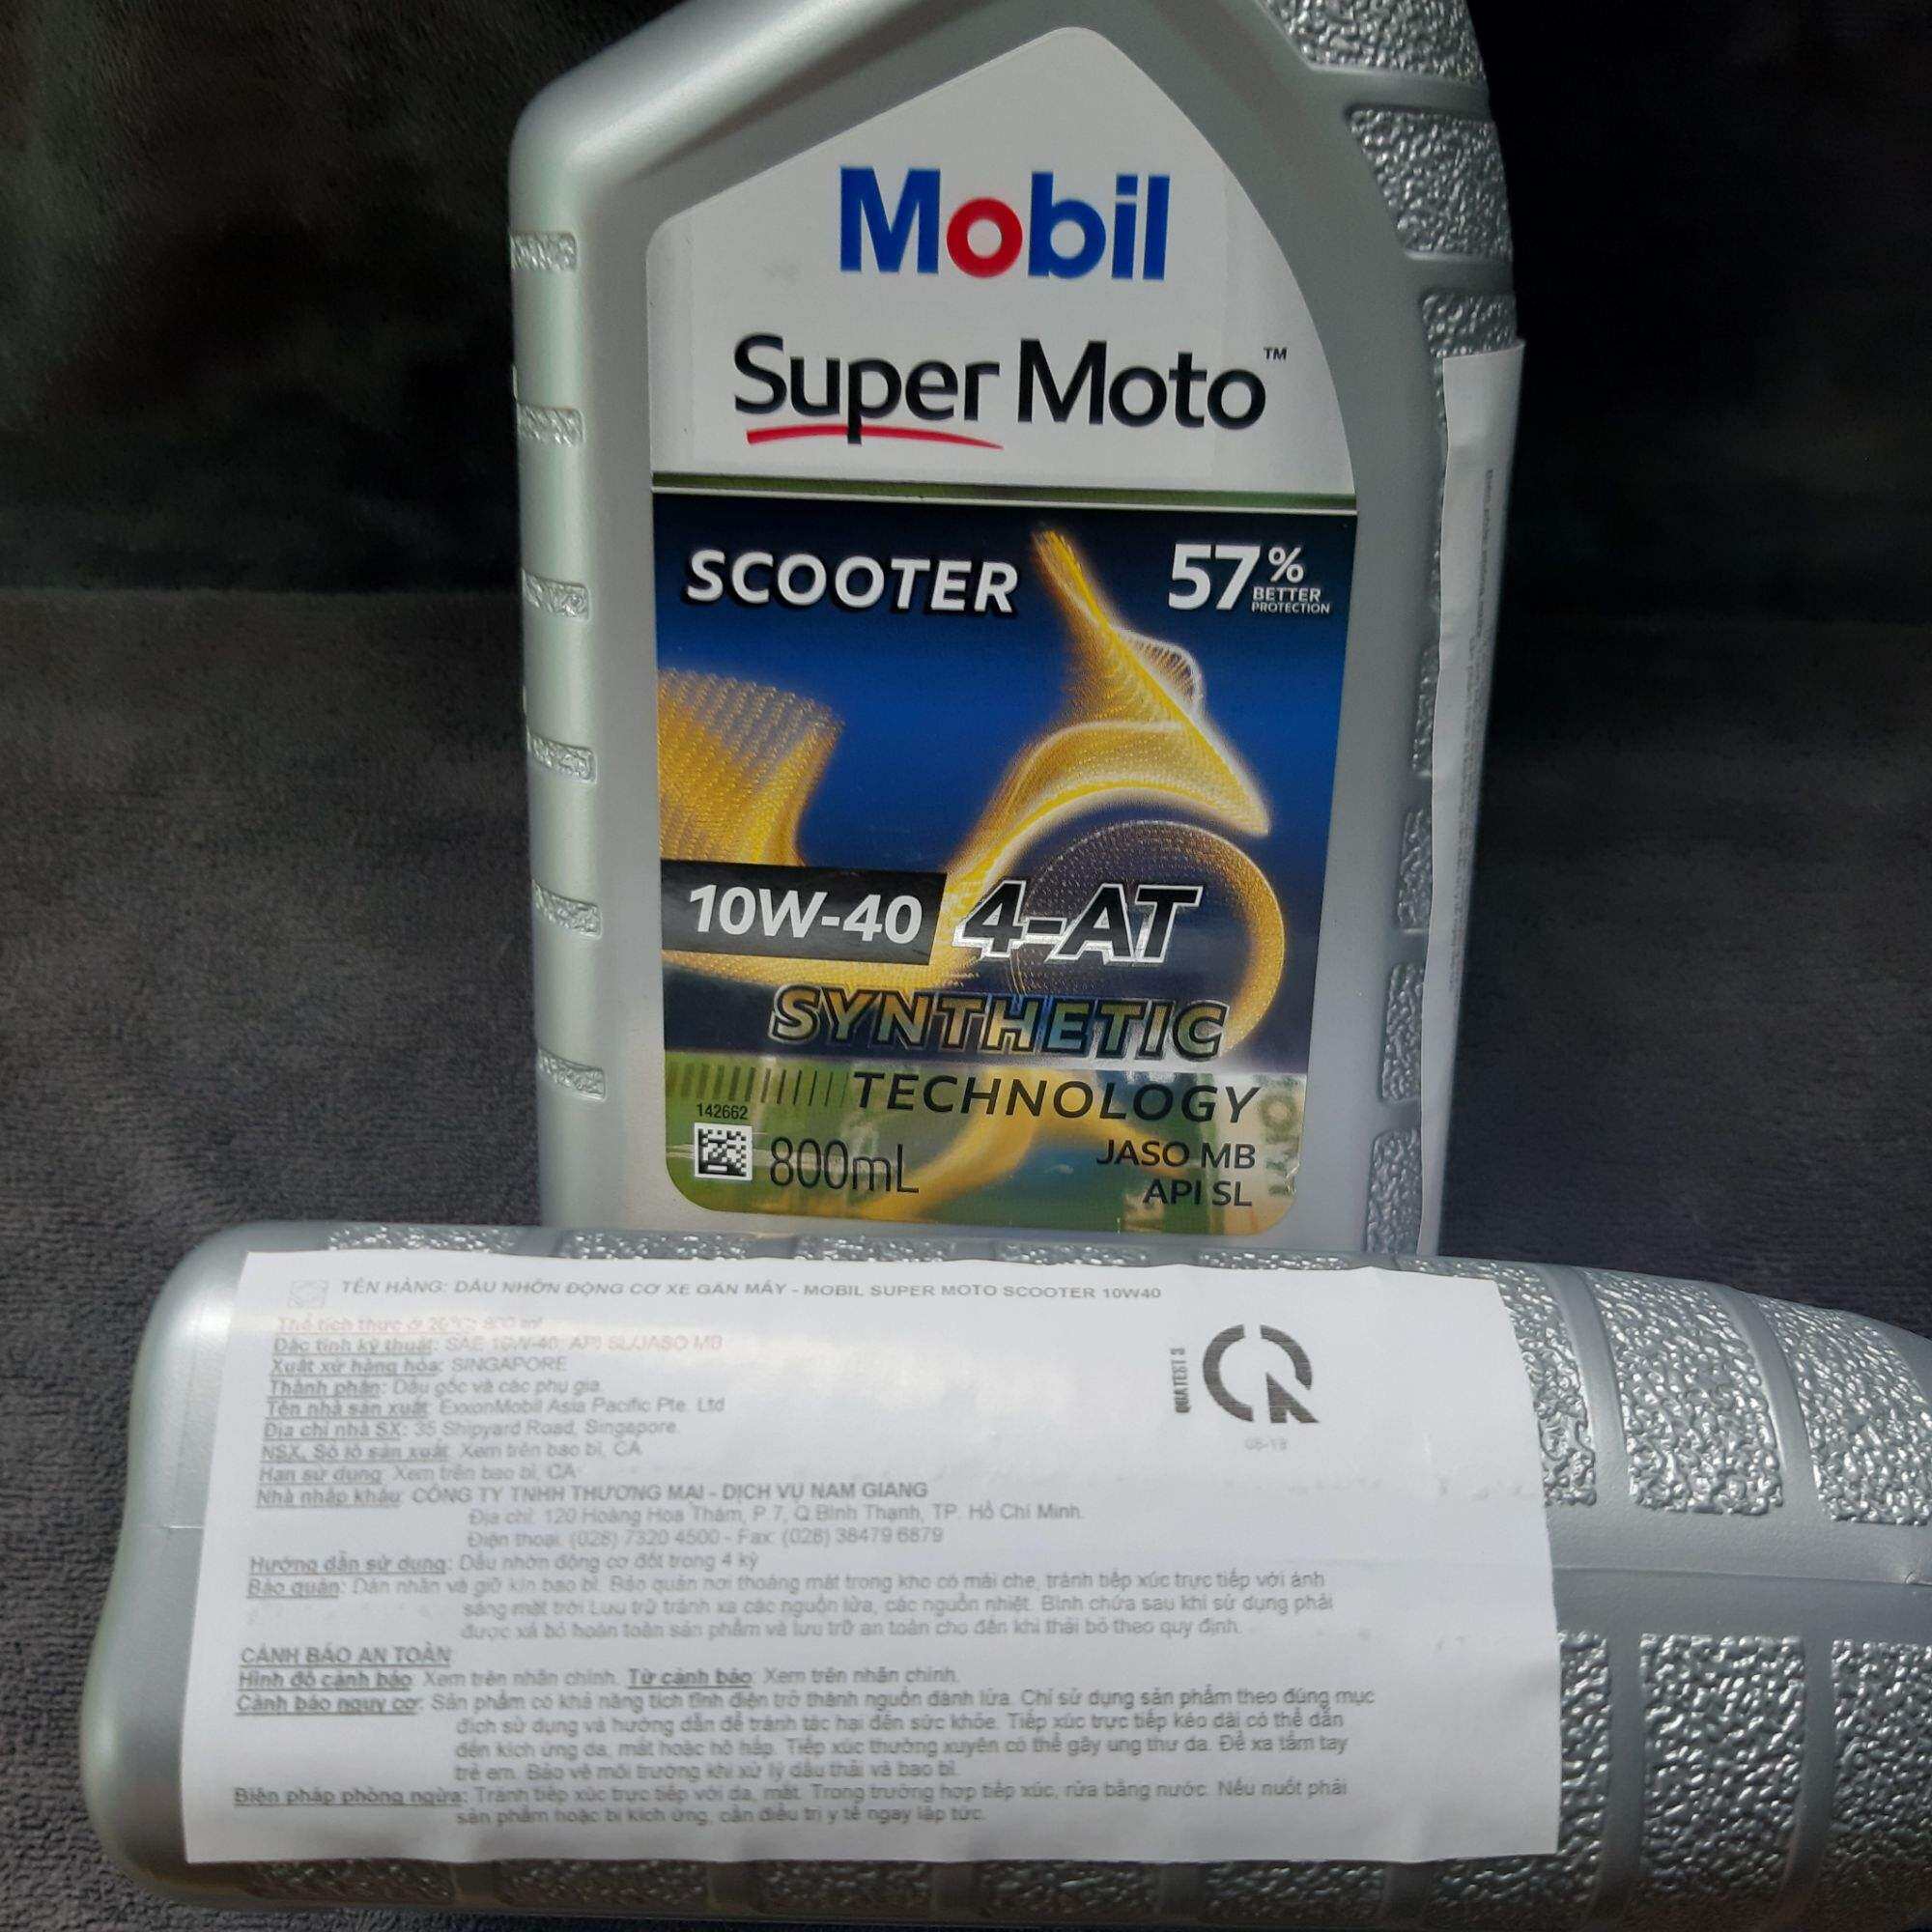 Mobil
Super Moto™
SCOOTER
57% BETTER PROTECTION
10W-40 4-AT
SYNTHETIC
TECHNOLOGY
142662
800mL
JASO MB
API SL
TÊN HÀNG: DẦU NHỜN ĐỘNG CƠ XE GẮN MÁY - MOBIL SUPER MOTO SCOOTER 10W40
Thể tích thực ở 20°C: 800 ml
Đặc tính kỹ thuật: SAE 10W-40; API SL/JASO MB
Xuất xứ hàng hóa: SINGAPORE
Thành phần: Dầu gốc và các phụ gia.
Tên nhà sản xuất: ExxonMobil Asia Pacific Pte. Ltd
Địa chỉ nhà SX: 35 Shipyard Road, Singapore.
NSX, Số lô sản xuất: Xem trên bao bì, CA
Hạn sử dụng: Xem trên bao bì, CA
Nhà nhập khẩu: CÔNG TY TNHH THƯƠNG MẠI - DỊCH VỤ NAM GIANG
Địa chỉ: 120 Hoàng Hoa Thám, P.7, Q.Bình Thạnh, TP. Hồ Chí Minh.
Điện thoại: (028) 7320 4500 - Fax: (028) 38479 6879
Hướng dẫn sử dụng: Dầu nhờn động cơ đốt trong 4 kỳ
Bảo quản: Dán nhãn và giữ kín bao bì. Bảo quản nơi thoáng mát trong kho có mái che, tránh tiếp xúc trực tiếp với ánh
sáng mặt trời Lưu trữ tránh xa các nguồn lửa, các nguồn nhiệt. Bình chứa sau khi sử dụng phải
được xả bỏ hoàn toàn sản phẩm và lưu trữ an toàn cho đến khi thải bỏ theo quy định.
CẢNH BÁO AN TOÀN:
Hình đồ cảnh báo: Xem trên nhãn chính. Từ cảnh báo: Xem trên nhãn chính.
Cảnh báo nguy cơ: Sản phẩm có khả năng tích tĩnh điện trở thành nguồn đánh lửa. Chỉ sử dụng sản phẩm theo đúng mục
đích sử dụng và hướng dẫn để tránh tác hại đến sức khỏe. Tiếp xúc trực tiếp kéo dài có thể dẫn
đến kích ứng da, mắt hoặc hô hấp. Tiếp xúc thường xuyên có thể gây ung thư da. Để xa tầm tay
trẻ em. Bảo vệ môi trường khi xử lý dầu thải và bao bì.
Biện pháp phòng ngừa: Tránh tiếp xúc trực tiếp với da, mắt. Trong trường hợp tiếp xúc, rửa bằng nước. Nếu nuốt phải
sản phẩm hoặc bị kích ứng, cần điều trị y tế ngay lập tức.
QUATEST 3
CR